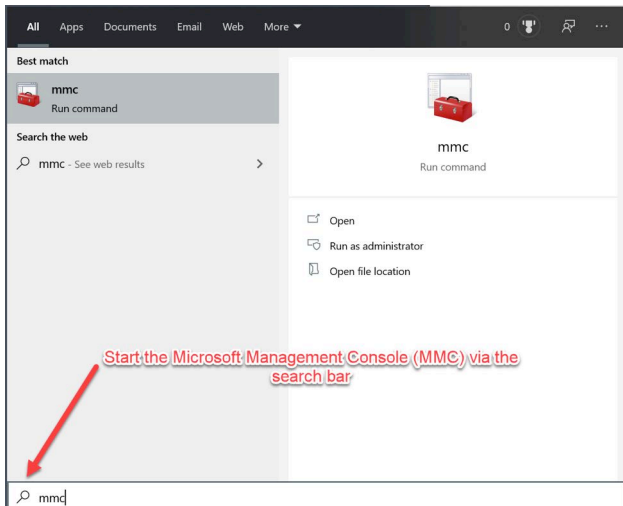 All Apps Documents Email Web More 0 ...
Best match
mmc
Run command
Search the web
mmc - See web results
mmc
Run command
Open
Run as administrator
Open file location
Start the Microsoft Management Console (MMC) via the
search bar
mmc